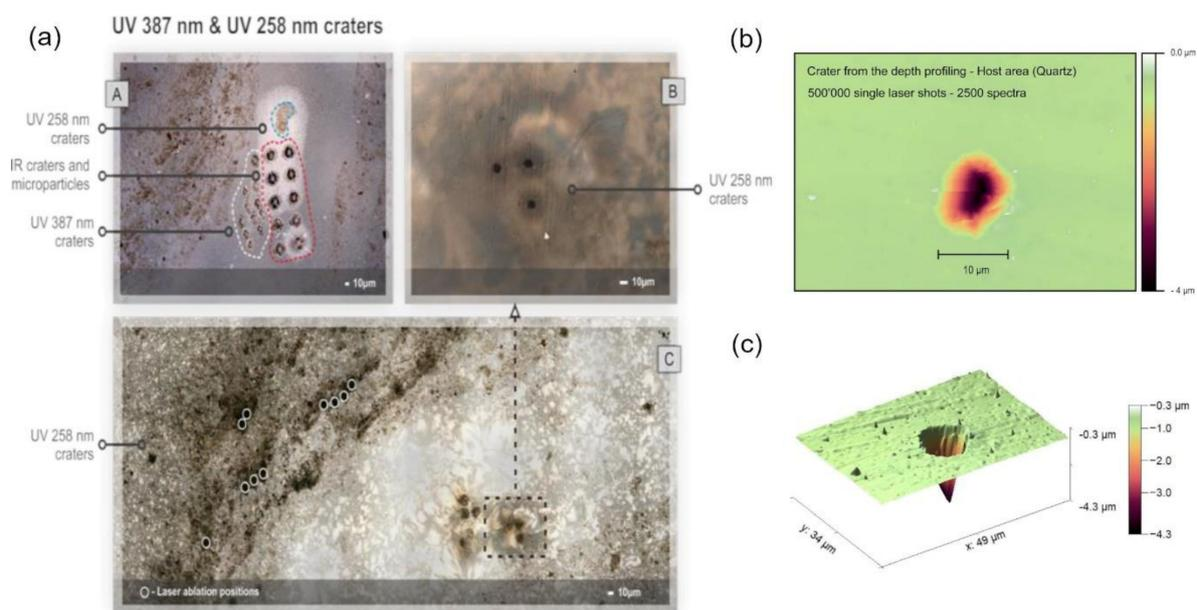 (a)
UV 387 nm & UV 258 nm craters
A
UV 258 nm
craters
IR craters and
microparticles
UV 387 nm
craters
10µm
B
UV 258 nm
craters
10µm
C
UV 258 nm
craters
O - Laser ablation positions
10µm
(b)
Crater from the depth profiling - Host area (Quartz)
500'000 single laser shots - 2500 spectra
10 µm
0.0 µm
- 4 µm
(c)
−0.3 µm
−1.0
−2.0
−3.0
−4.3
-0.3 µm
-4.3 µm
y: 34 µm
x: 49 µm